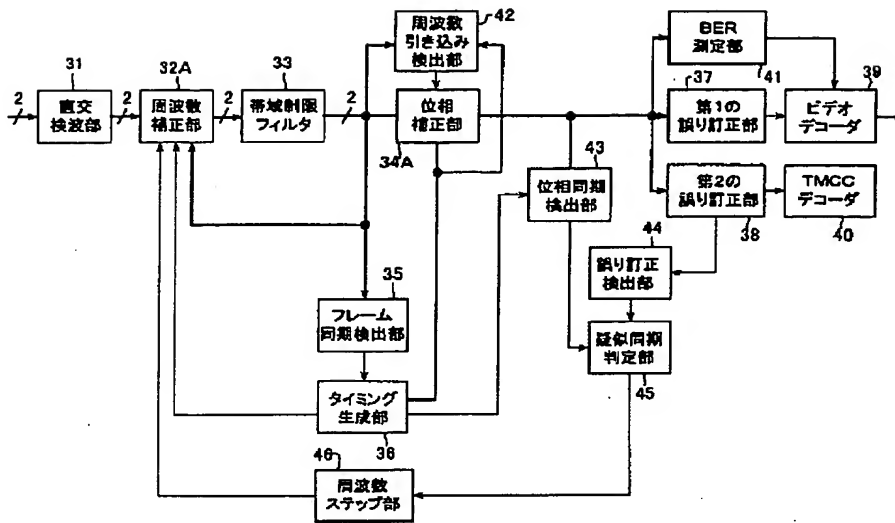 42
周波数
引き込み
検出部
BER
測定部
41
31
直交
検波部
32A
周波数
補正部
33
帯域制限
フィルタ
位相
補正部
34A
37
第1の
誤り訂正部
39
ビデオ
デコーダ
2
2
2
2
43
位相同期
検出部
第2の
誤り訂正部
38
TMCC
デコーダ
40
44
誤り訂正
検出部
35
フレーム
同期検出部
疑似同期
判定部
45
タイミング
生成部
36
46
周波数
ステップ部